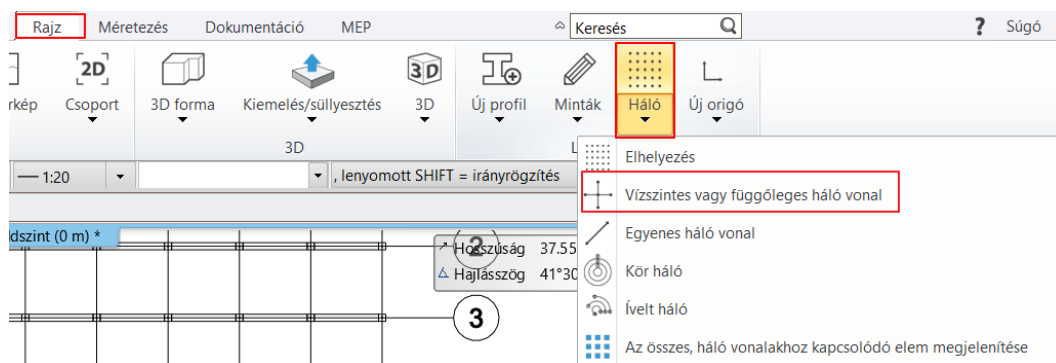 Rajz Méretezés Dokumentáció MEP Keresés ? Súgó
2D 3D
rkép Csoport 3D forma Kiemelés/süllyesztés 3D Új profil Minták Háló Új origó
3D L
1:20 , lenyomott SHIFT = irányrögzítés
Elhelyezés
Vízszintes vagy függőleges háló vonal
Egyenes háló vonal
Kör háló
Ívelt háló
Az összes, háló vonalakhoz kapcsolódó elem megjelenítése
dszint (0 m) *
2
Hosszúság 37.55
Hajlásszög 41°30
3